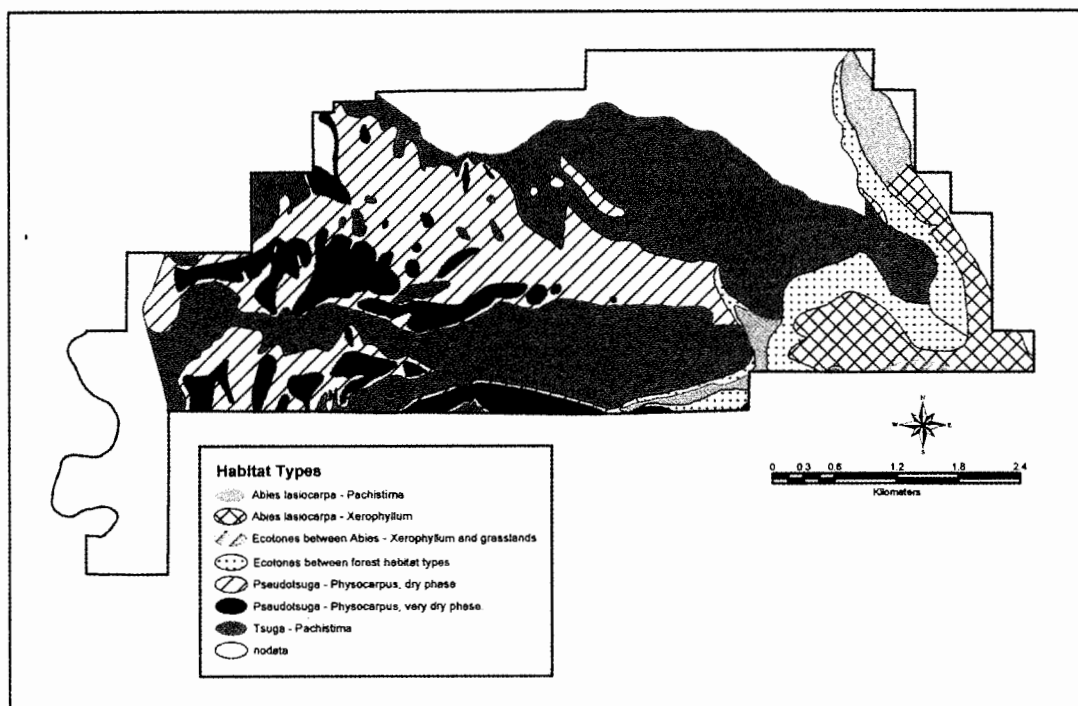 N
W
E
S
0 0.3 0.6 1.2 1.8 2.4
Kilometers
Habitat Types
Abies lasiocarpa - Pachistima
Abies lasiocarpa - Xerophyllum
Ecotones between Abies - Xerophyllum and grasslands
Ecotones between forest habitat types
Pseudotsuga - Physocarpus, dry phase
Pseudotsuga - Physocarpus, very dry phase
Tsuga - Pachistima
nodata